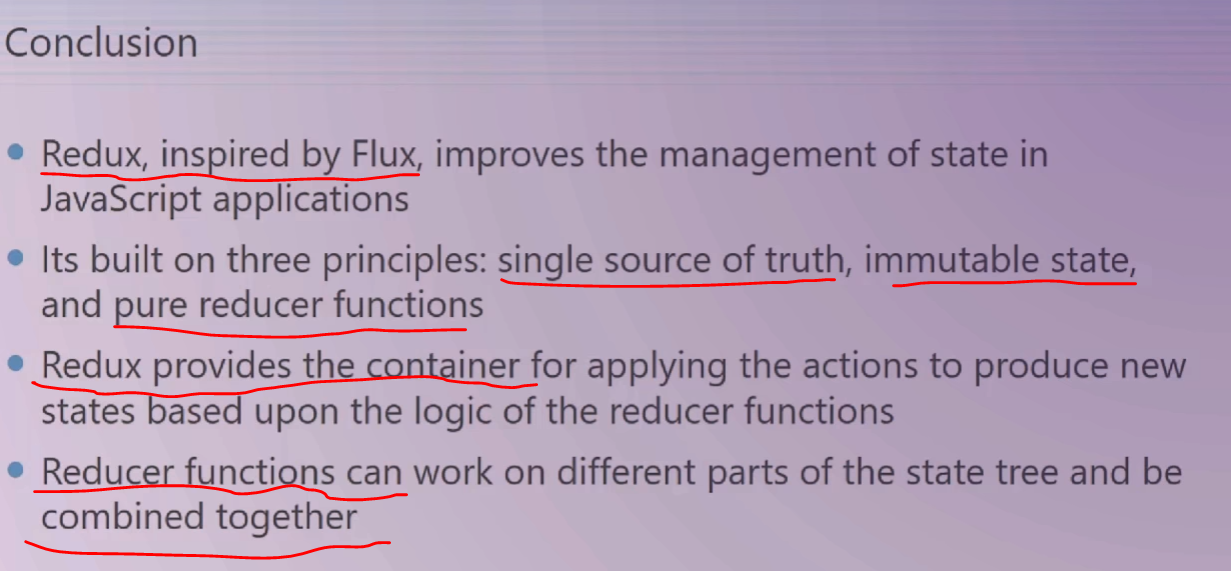 Conclusion
• Redux, inspired by Flux, improves the management of state in
JavaScript applications
• Its built on three principles: single source of truth, immutable state,
and pure reducer functions
• Redux provides the container for applying the actions to produce new
states based upon the logic of the reducer functions
• Reducer functions can work on different parts of the state tree and be
combined together